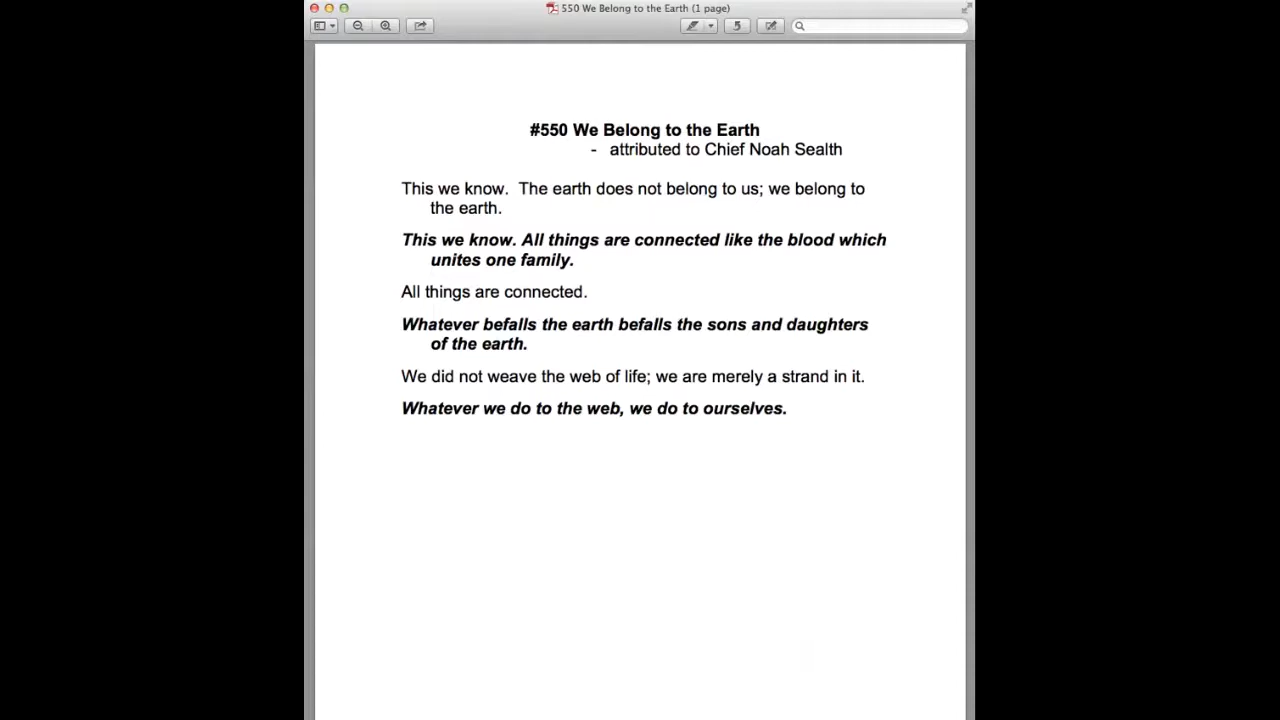 550 We Belong to the Earth (1 page)
#550 We Belong to the Earth
- attributed to Chief Noah Sealth
This we know.  The earth does not belong to us; we belong to
the earth.
This we know. All things are connected like the blood which
unites one family.
All things are connected.
Whatever befalls the earth befalls the sons and daughters
of the earth.
We did not weave the web of life; we are merely a strand in it.
Whatever we do to the web, we do to ourselves.